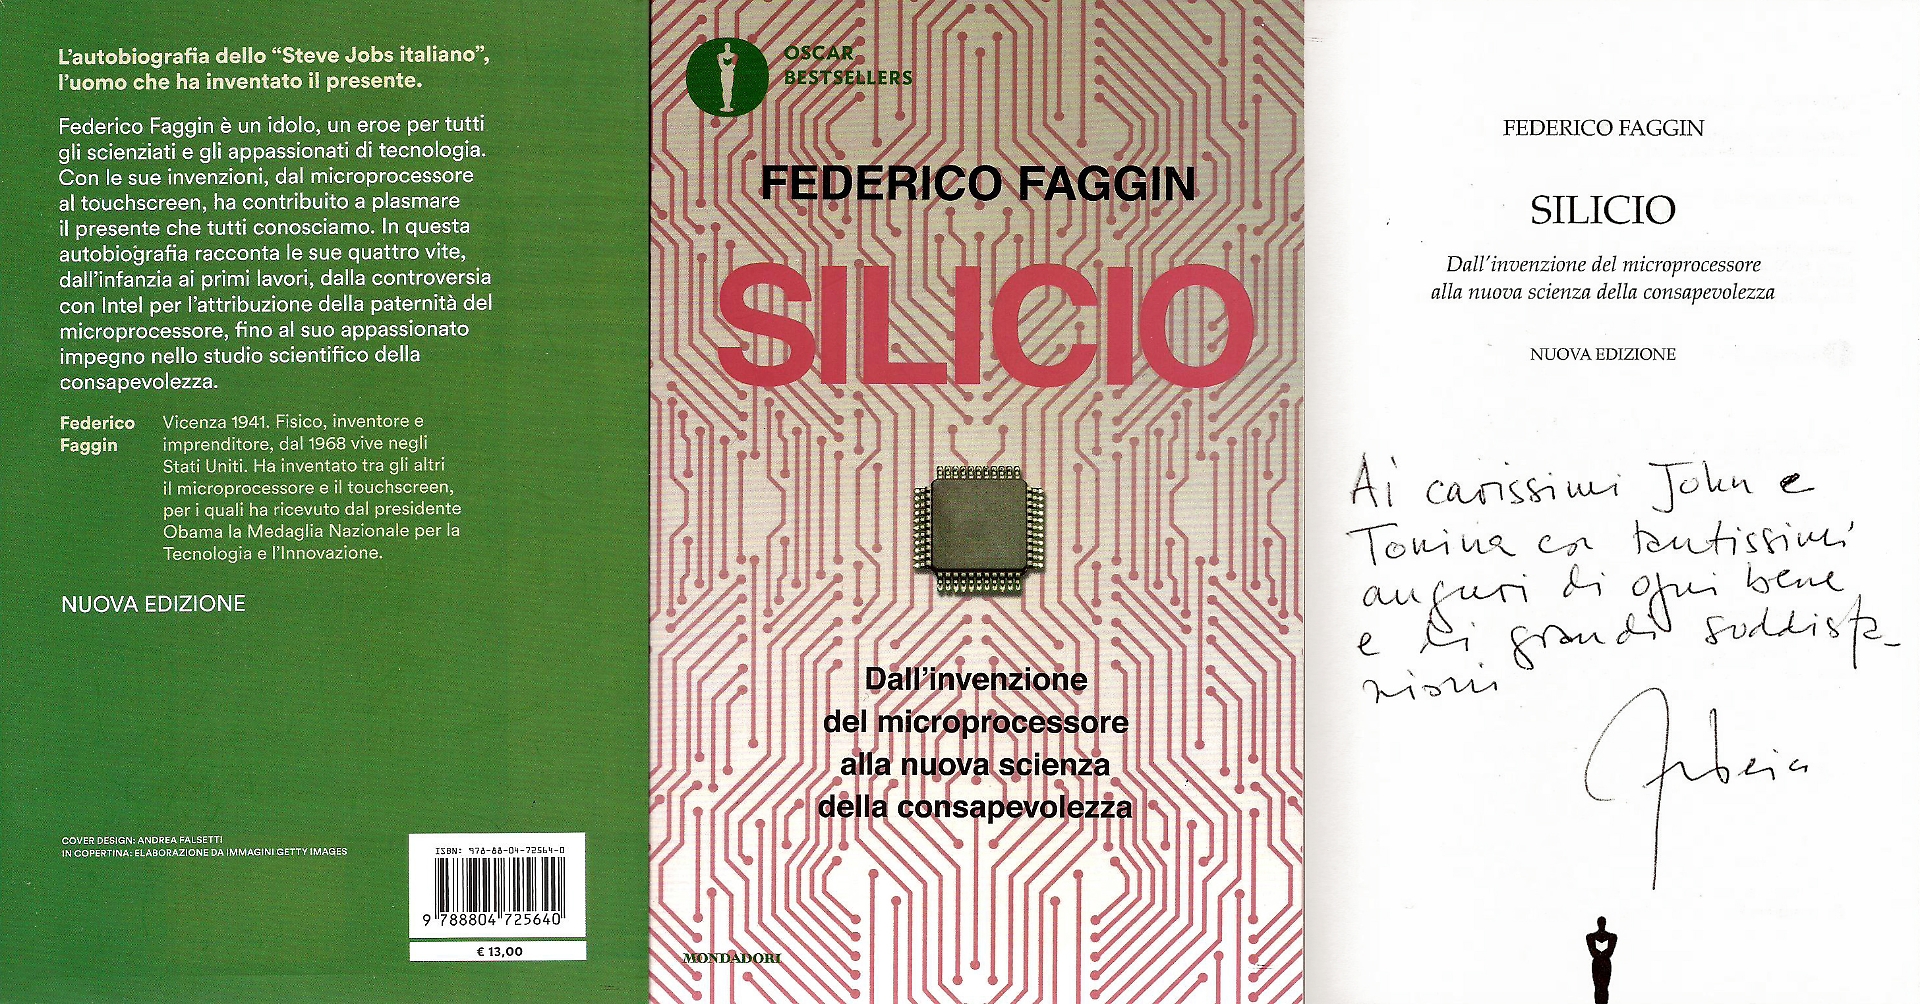 L'autobiografia dello "Steve Jobs italiano",
l'uomo che ha inventato il presente.
Federico Faggin è un idolo, un eroe per tutti
gli scienziati e gli appassionati di tecnologia.
Con le sue invenzioni, dal microprocessore
al touchscreen, ha contribuito a plasmare
il presente che tutti conosciamo. In questa
autobiografia racconta le sue quattro vite,
dall'infanzia ai primi lavori, dalla controversia
con Intel per l'attribuzione della paternità del
microprocessore, fino al suo appassionato
impegno nello studio scientifico della
consapevolezza.
Federico
Faggin
Vicenza 1941. Fisico, inventore e
imprenditore, dal 1968 vive negli
Stati Uniti. Ha inventato tra gli altri
il microprocessore e il touchscreen,
per i quali ha ricevuto dal presidente
Obama la Medaglia Nazionale per la
Tecnologia e l'Innovazione.
NUOVA EDIZIONE
COVER DESIGN: ANDREA FALSETTI
IN COPERTINA: ELABORAZIONE DA IMMAGINI GETTY IMAGES
ISBN: 978-88-04-72564-0
9 788804 725640
€ 13,00
OSCAR
BESTSELLERS
FEDERICO FAGGIN
SILICIO
Dall'invenzione
del microprocessore
alla nuova scienza
della consapevolezza
MONDADORI
FEDERICO FAGGIN
SILICIO
Dall'invenzione del microprocessore
alla nuova scienza della consapevolezza
NUOVA EDIZIONE
Ai carissimi John e
Tonina con tantissimi
auguri di ogni bene
e di grandi soddisfa-
zioni